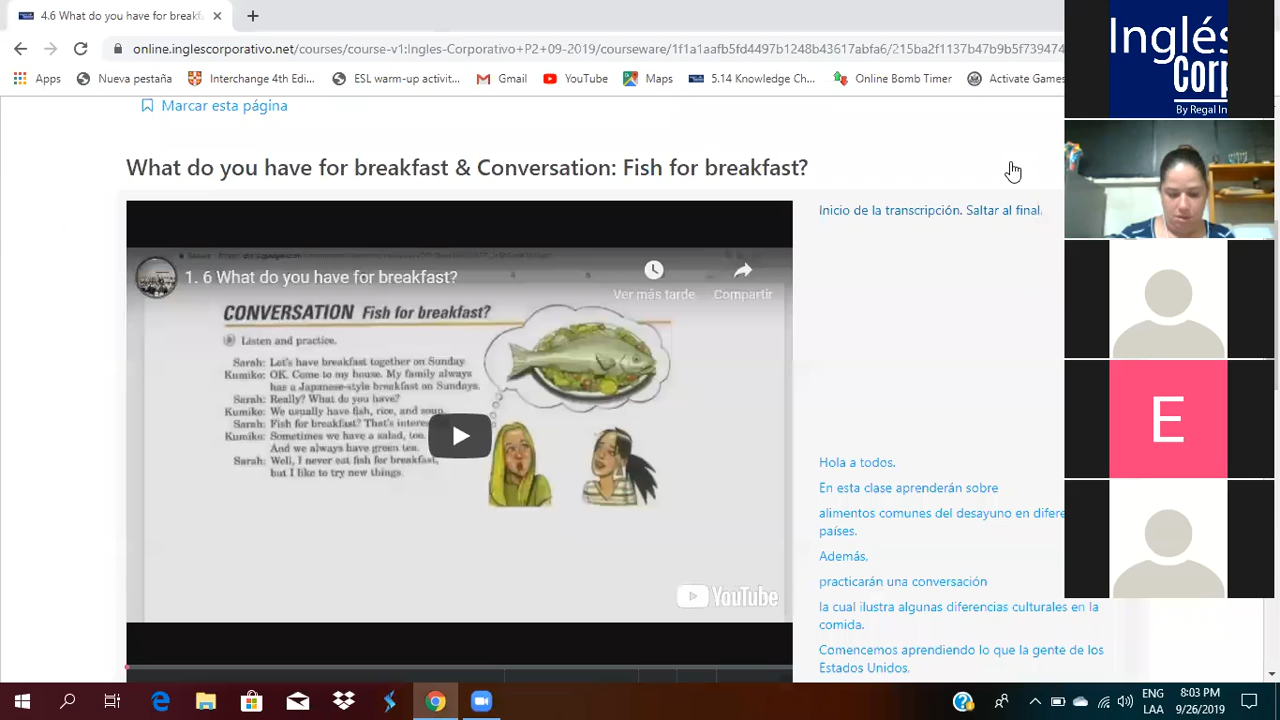 4.6 What do you have for breakf
online.inglescorporativo.net/courses/course-v1:Ingles-Corporativo+P2+09-2019/courseware/1f1a1aafb5fd4497b1248b43617abfa6/215ba2f1137b47b9b5f739474
Apps
Nueva pestaña
Interchange 4th Edi...
ESL warm-up activit...
Gmail
YouTube
Maps
5.14 Knowledge Ch...
Online Bomb Timer
Activate Games
Inglés
Corp
By Regal In
Marcar esta página
What do you have for breakfast & Conversation: Fish for breakfast?
1. 6 What do you have for breakfast?
Ver más tarde
Compartir
CONVERSATION Fish for breakfast?
Listen and practice.
Sarah: Let's have breakfast together on Sunday.
Kumiko: OK. Come to my house. My family always
has a Japanese-style breakfast on Sundays.
Sarah: Really? What do you have?
Kumiko: We usually have fish, rice, and soup.
Sarah: Fish for breakfast? That's intere
Kumiko: Sometimes we have a salad, too.
And we always have green tea.
Sarah: Well, I never eat fish for breakfast,
but I like to try new things.
YouTube
Inicio de la transcripción. Saltar al final.
Hola a todos.
En esta clase aprenderán sobre
alimentos comunes del desayuno en difere
países.
Además,
practicarán una conversación
la cual ilustra algunas diferencias culturales en la
comida.
Comencemos aprendiendo lo que la gente de los
Estados Unidos.
E
ENG
LAA
8:03 PM
9/26/2019